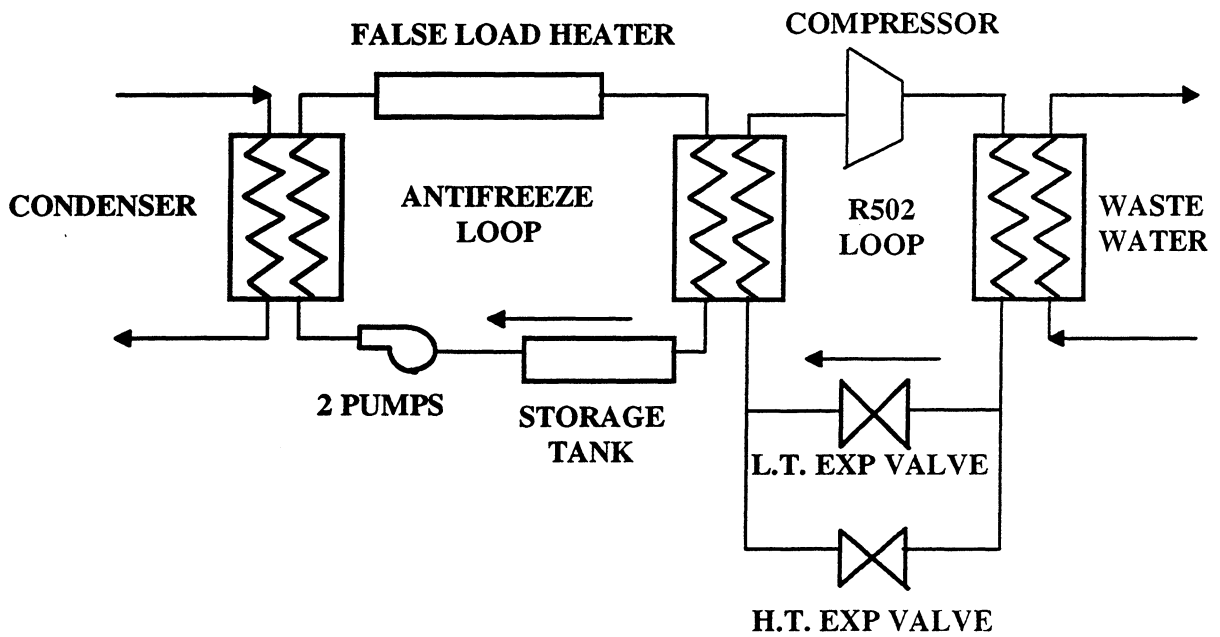 FALSE LOAD HEATER
COMPRESSOR
CONDENSER
ANTIFREEZE
LOOP
R502
LOOP
WASTE
WATER
2 PUMPS
STORAGE
TANK
L.T. EXP VALVE
H.T. EXP VALVE